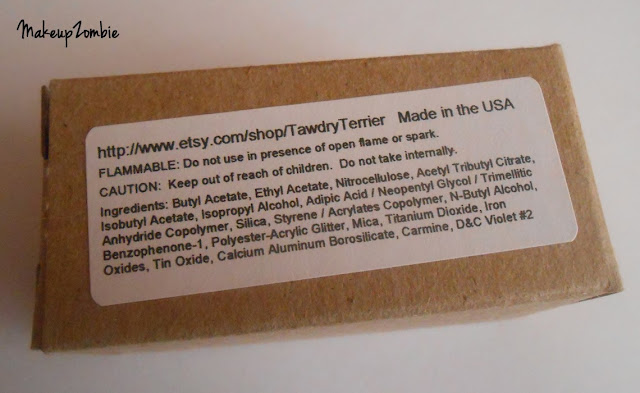 MakeupZombie
http://www.etsy.com/shop/TawdryTerrier Made in the USA
FLAMMABLE: Do not use in presence of open flame or spark.
CAUTION: Keep out of reach of children. Do not take internally.
Ingredients: Butyl Acetate, Ethyl Acetate, Nitrocellulose, Acetyl Tributyl Citrate,
Isobutyl Acetate, Isopropyl Alcohol, Adipic Acid / Neopentyl Glycol / Trimellitic
Anhydride Copolymer, Silica, Styrene / Acrylates Copolymer, N-Butyl Alcohol,
Benzophenone-1, Polyester-Acrylic Glitter, Mica, Titanium Dioxide, Iron
Oxides, Tin Oxide, Calcium Aluminum Borosilicate, Carmine, D&C Violet #2